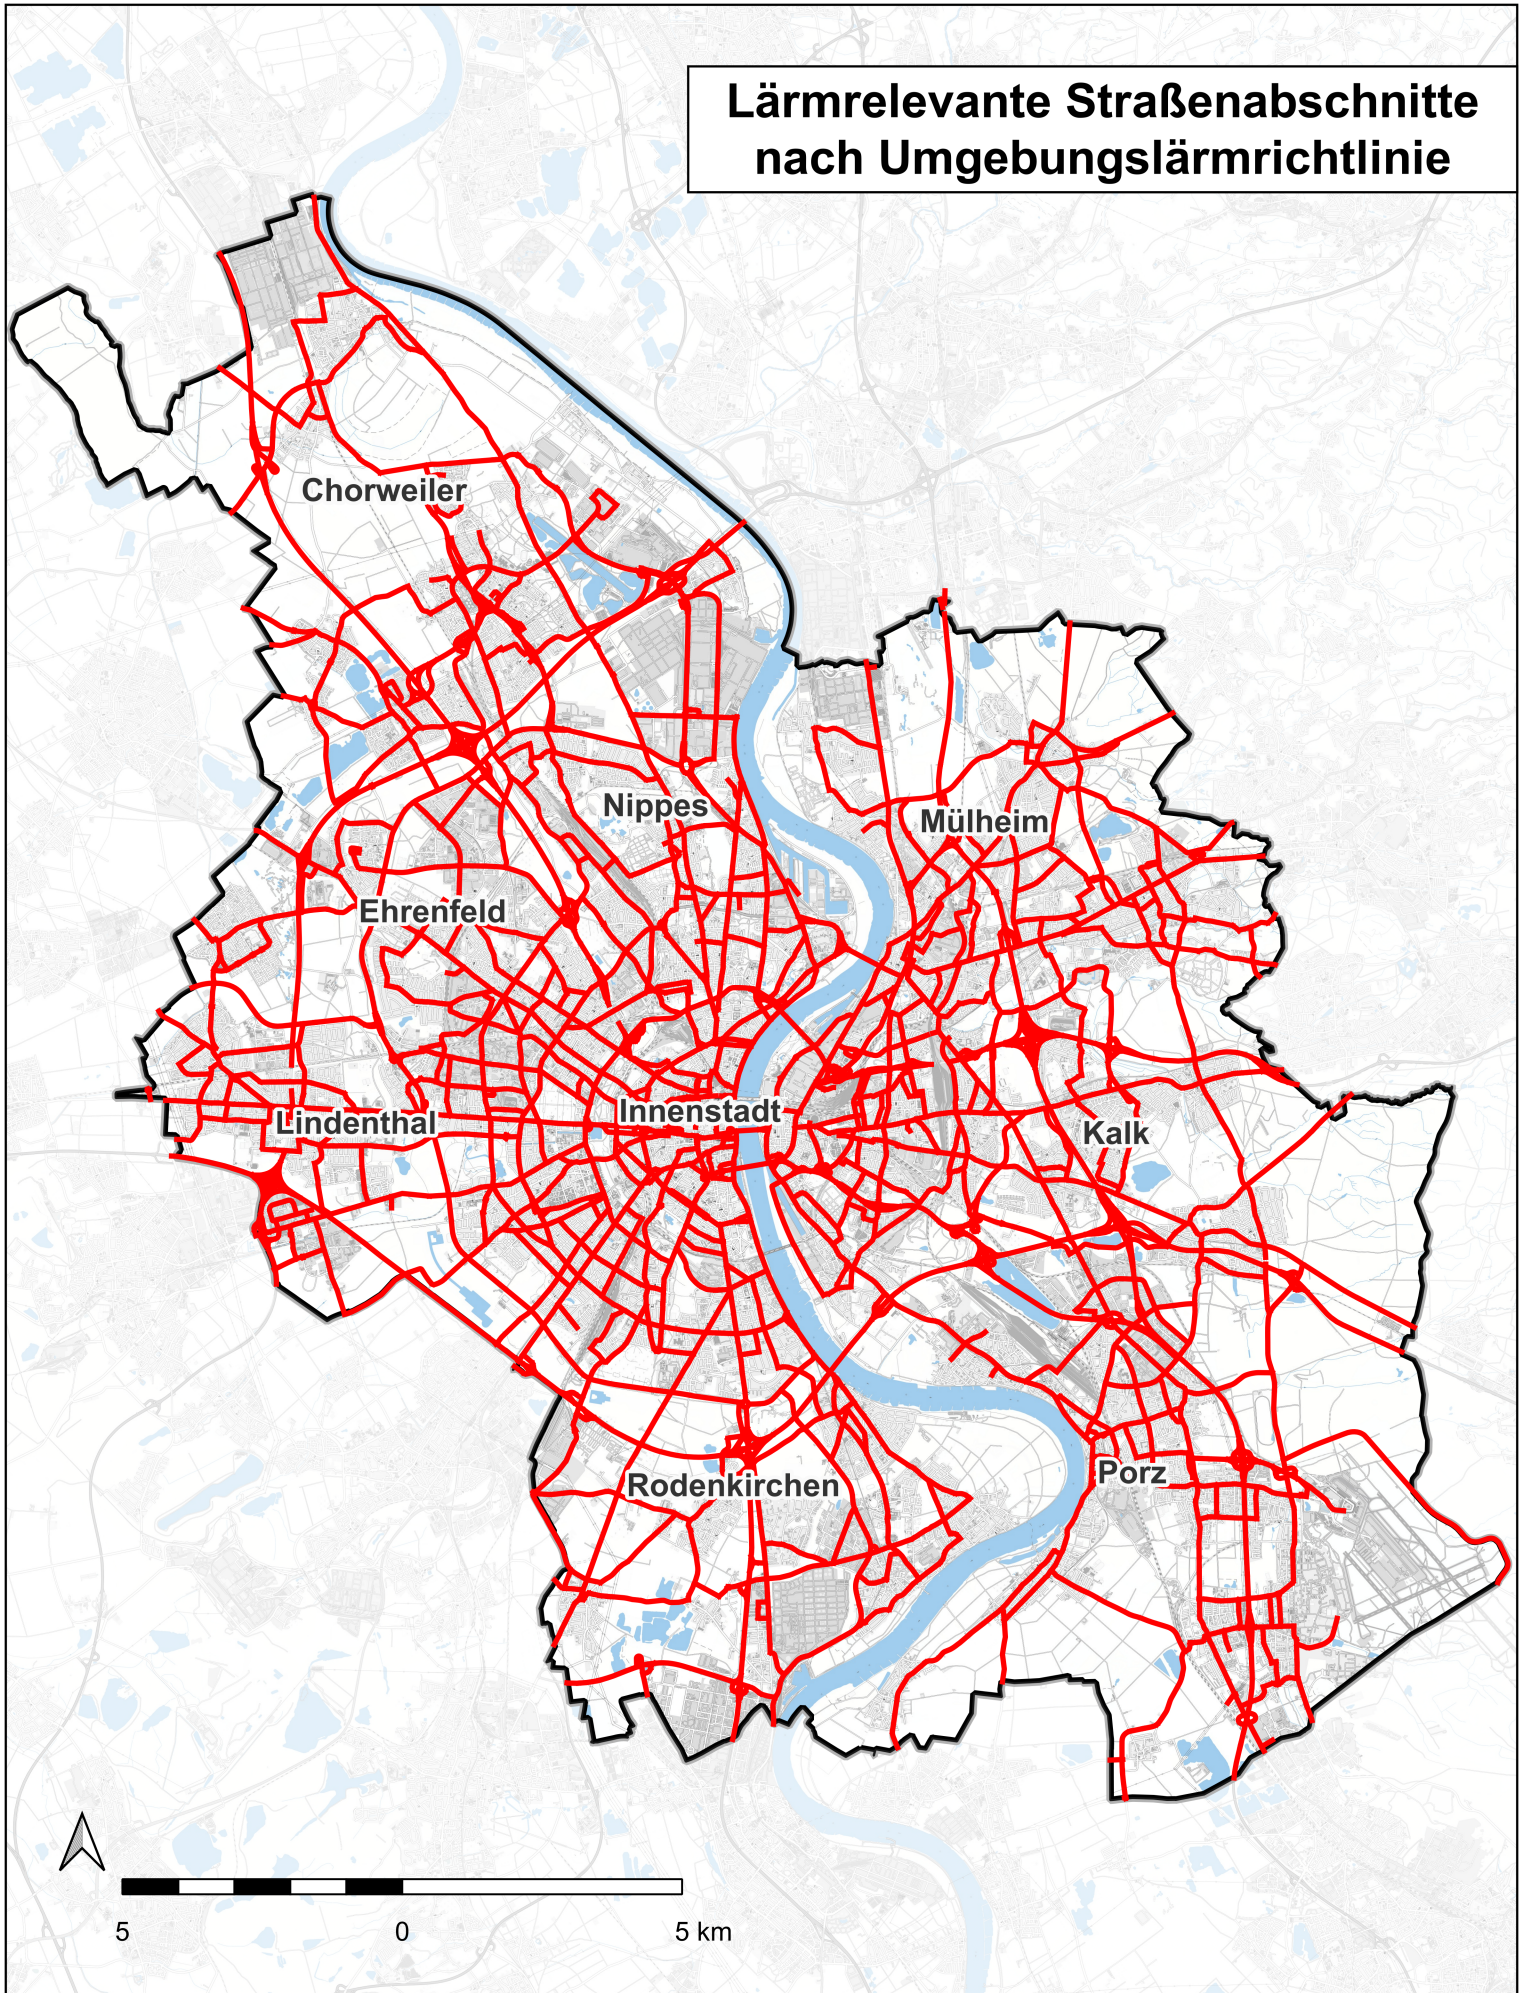 Lärmrelevante Straßenabschnitte
nach Umgebungslärmrichtlinie
Chorweiler
Nippes
Mülheim
Ehrenfeld
Innenstadt
Lindenthal
Kalk
Porz
Rodenkirchen
5 0 5 km